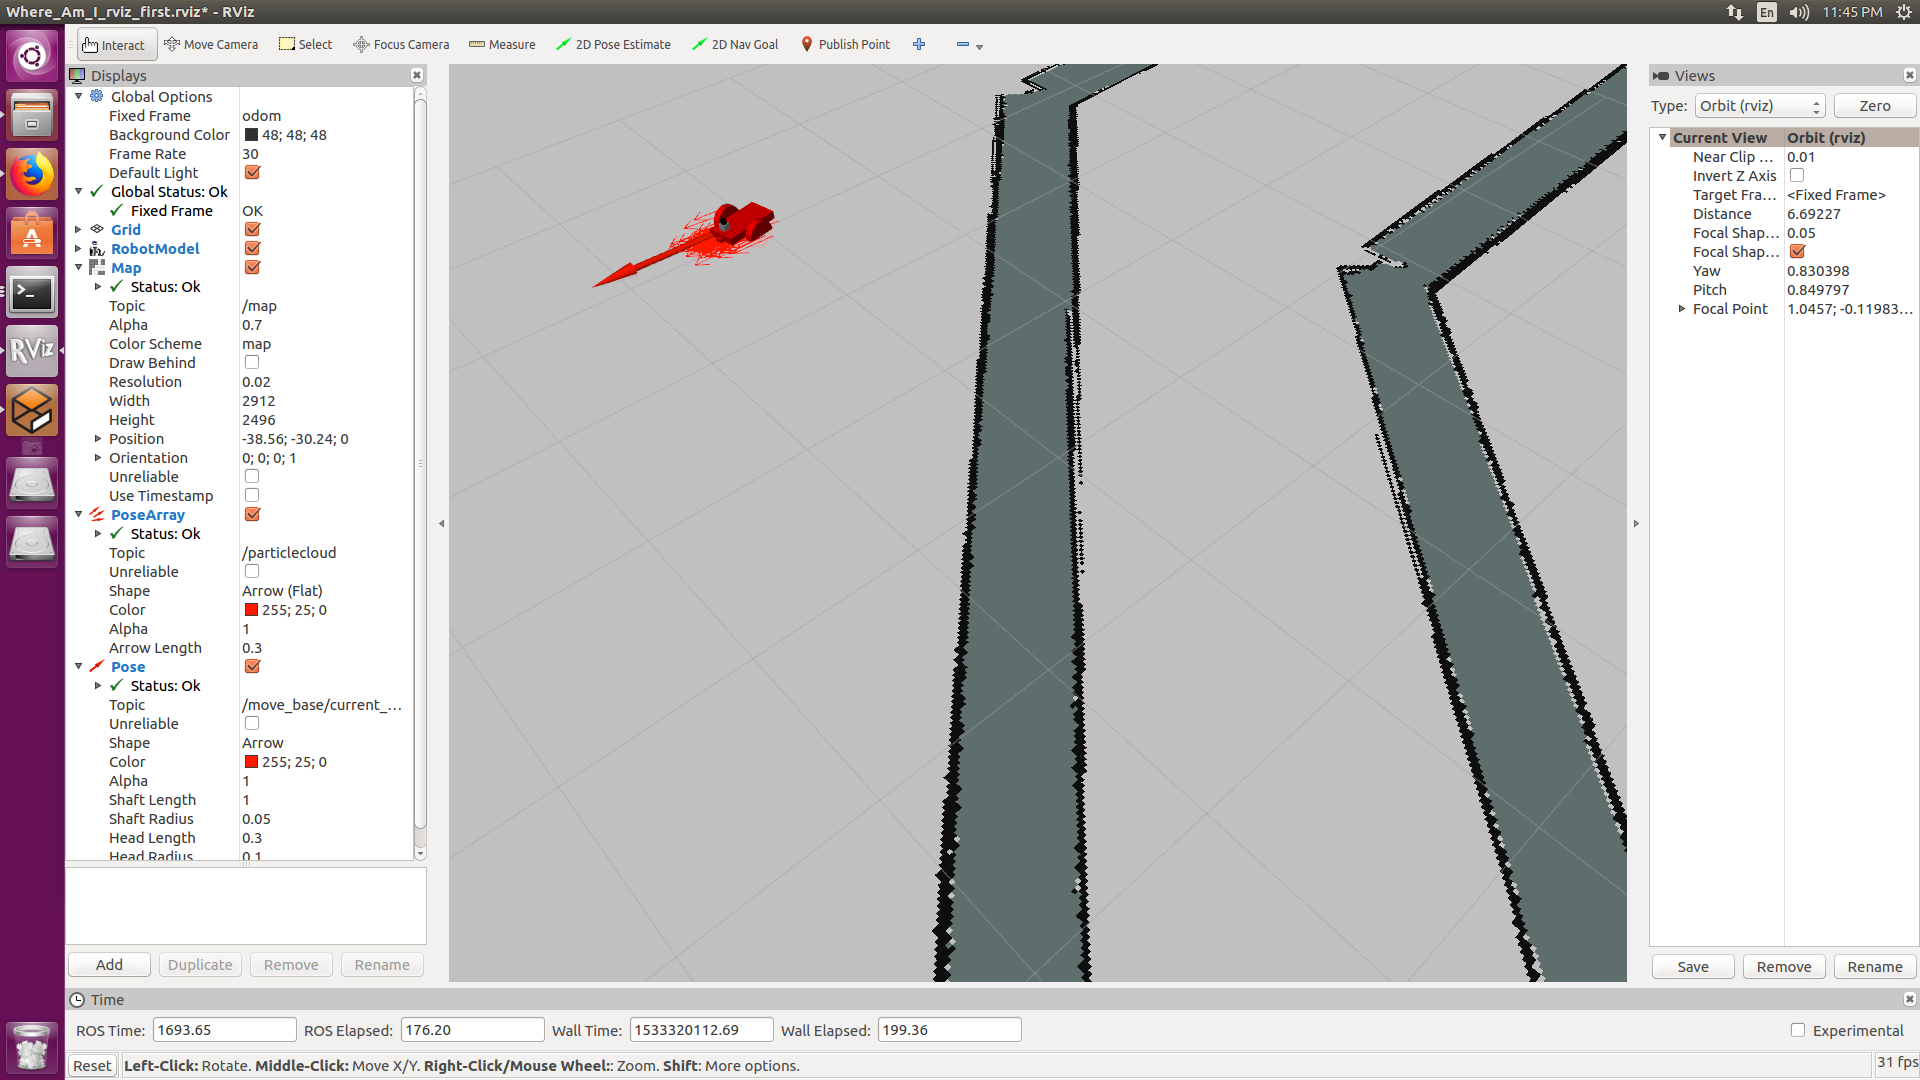 Where_Am_I_rviz_first.rviz* - RViz
En 11:45 PM
Interact Move Camera Select Focus Camera Measure 2D Pose Estimate 2D Nav Goal Publish Point
Displays
Global Options
Fixed Frame odom
Background Color 48; 48; 48
Frame Rate 30
Default Light
Global Status: Ok
Fixed Frame OK
Grid
RobotModel
Map
Status: Ok
Topic /map
Alpha 0.7
Color Scheme map
Draw Behind
Resolution 0.02
Width 2912
Height 2496
Position -38.56; -30.24; 0
Orientation 0; 0; 0; 1
Unreliable
Use Timestamp
PoseArray
Status: Ok
Topic /particlecloud
Unreliable
Shape Arrow (Flat)
Color 255; 25; 0
Alpha 1
Arrow Length 0.3
Pose
Status: Ok
Topic /move_base/current_...
Unreliable
Shape Arrow
Color 255; 25; 0
Alpha 1
Shaft Length 1
Shaft Radius 0.05
Head Length 0.3
Head Radius 0.1
Add Duplicate Remove Rename
RViz
Views
Type: Orbit (rviz) Zero
Current View Orbit (rviz)
Near Clip ... 0.01
Invert Z Axis
Target Fra... <Fixed Frame>
Distance 6.69227
Focal Shap... 0.05
Focal Shap...
Yaw 0.830398
Pitch 0.849797
Focal Point 1.0457; -0.11983...
Save Remove Rename
Time
ROS Time: 1693.65 ROS Elapsed: 176.20 Wall Time: 1533320112.69 Wall Elapsed: 199.36 Experimental
Reset Left-Click: Rotate. Middle-Click: Move X/Y. Right-Click/Mouse Wheel:: Zoom. Shift: More options. 31 fps